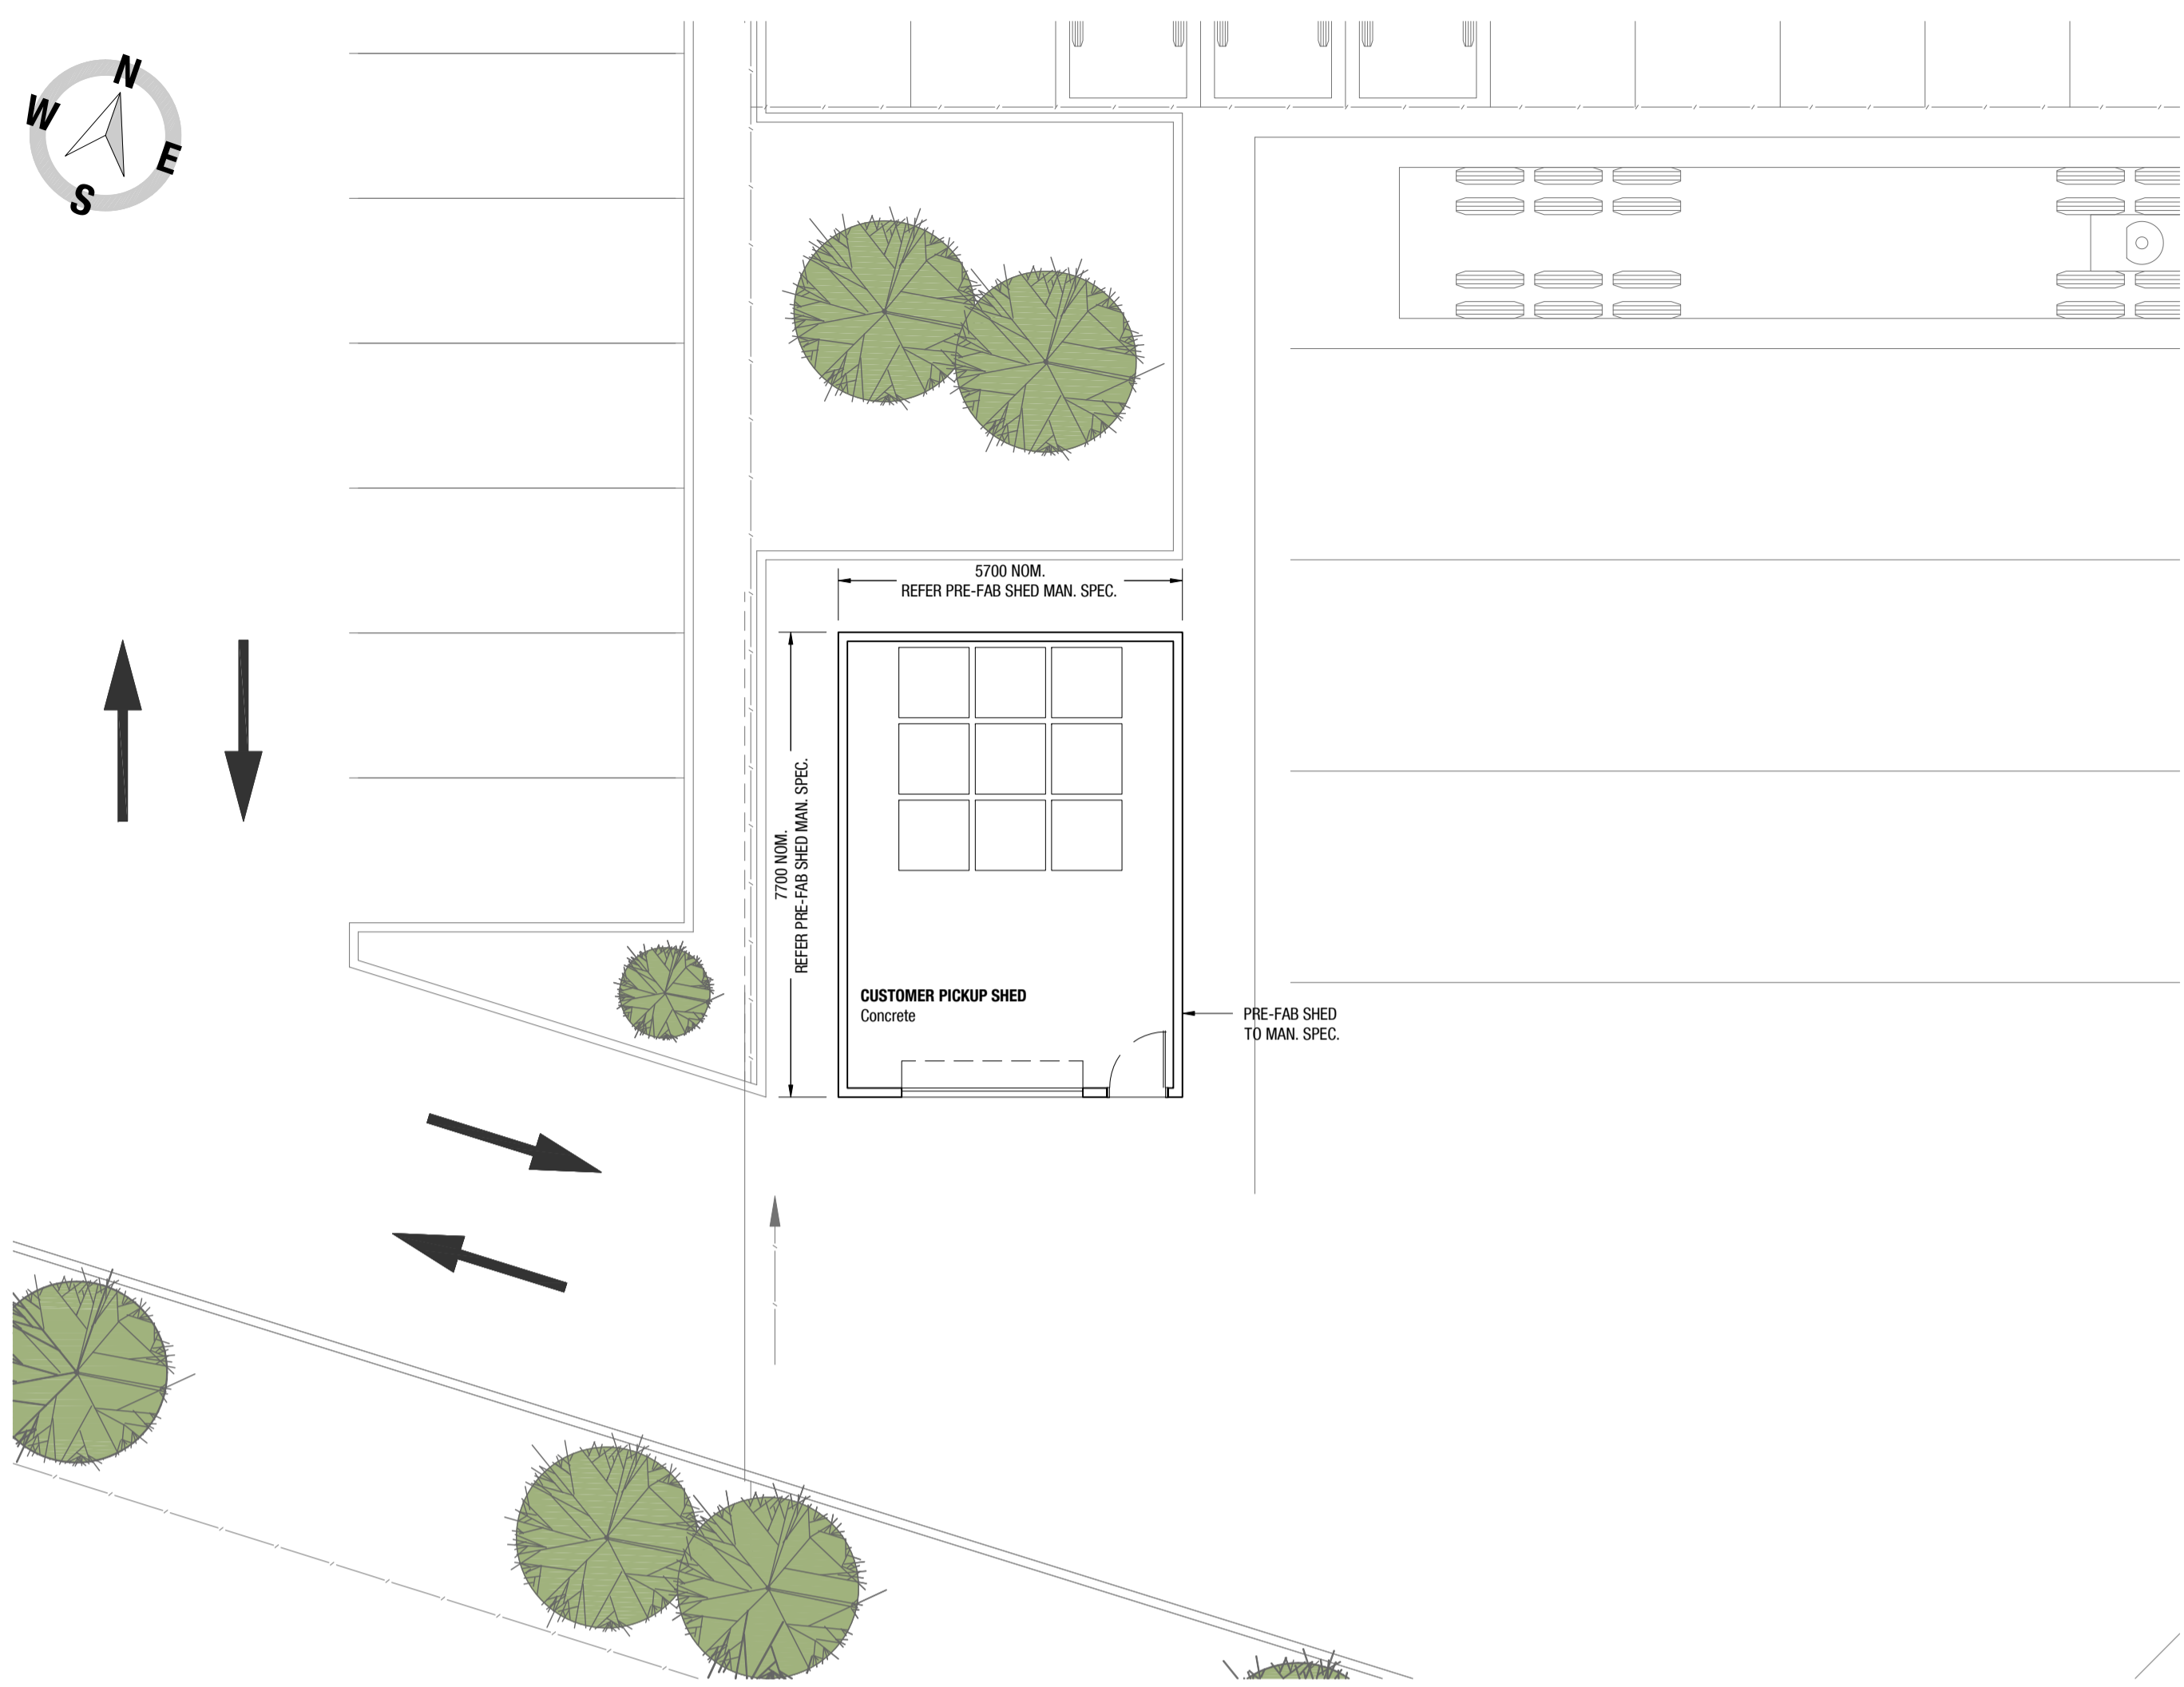 N
W
E
S
5700 NOM.
REFER PRE-FAB SHED MAN. SPEC.
7700 NOM.
REFER PRE-FAB SHED MAN. SPEC.
CUSTOMER PICKUP SHED
Concrete
PRE-FAB SHED
TO MAN. SPEC.